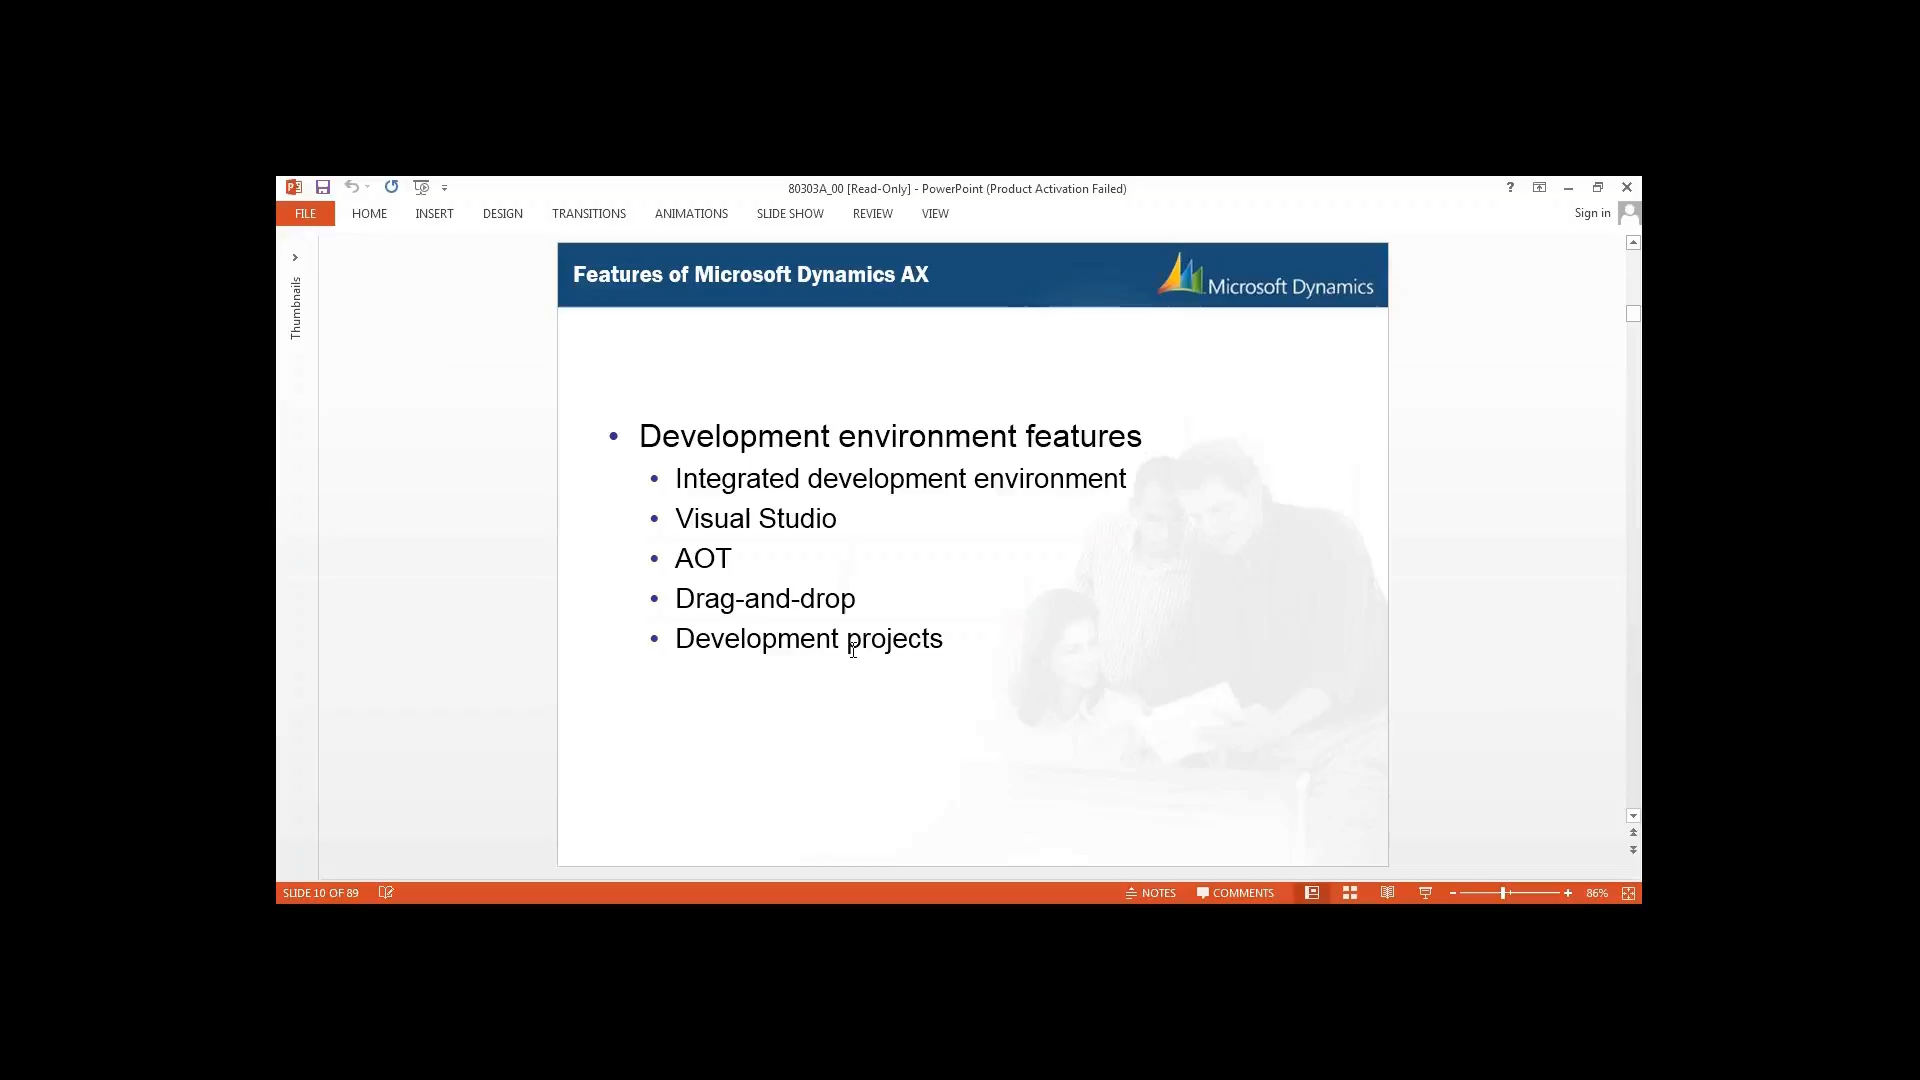 80303A_00 [Read-Only] - PowerPoint (Product Activation Failed)
?
FILE HOME INSERT DESIGN TRANSITIONS ANIMATIONS SLIDE SHOW REVIEW VIEW Sign in
Thumbnails
Features of Microsoft Dynamics AX
Microsoft Dynamics
• Development environment features
• Integrated development environment
• Visual Studio
• AOT
• Drag-and-drop
• Development projects
SLIDE 10 OF 89 NOTES COMMENTS 86%